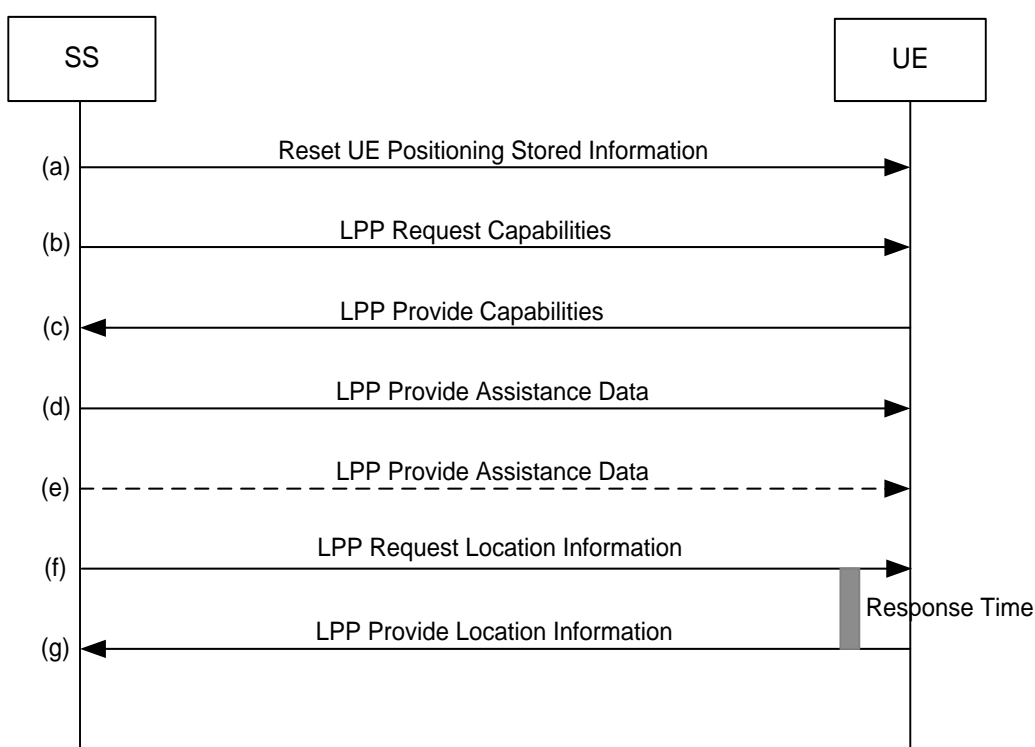 SS
UE
(a)
Reset UE Positioning Stored Information
(b)
LPP Request Capabilities
(c)
LPP Provide Capabilities
(d)
LPP Provide Assistance Data
(e)
LPP Provide Assistance Data
(f)
LPP Request Location Information
Response Time
(g)
LPP Provide Location Information